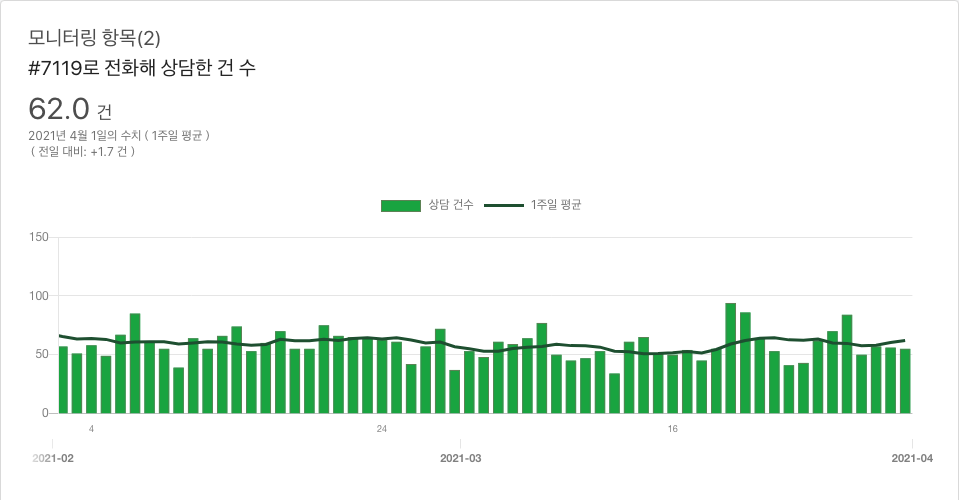 모니터링 항목(2)
#7119로 전화해 상담한 건 수
62.0 건
2021년 4월 1일의 수치 ( 1주일 평균 )
( 전일 대비: +1.7 건 )
상담 건수 1주일 평균
150
100
50
0
4 24 16
2021-02 2021-03 2021-04